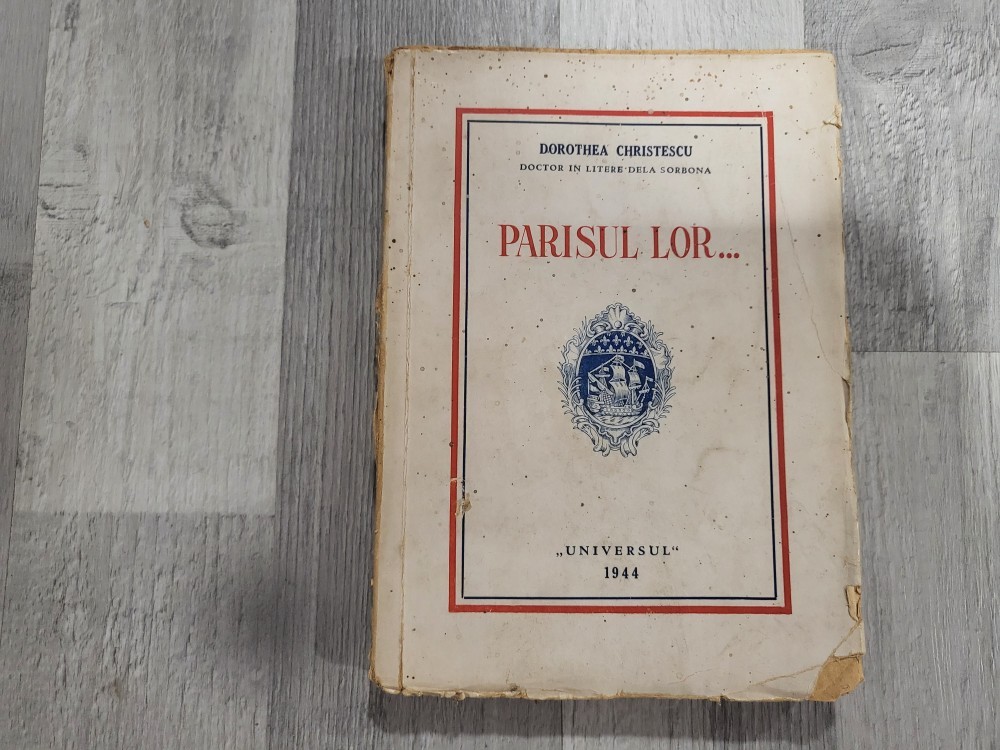 DOROTHEA CHRISTESCU
DOCTOR IN LITERE DELA SORBONA
PARISUL LOR...
„UNIVERSUL“
1944